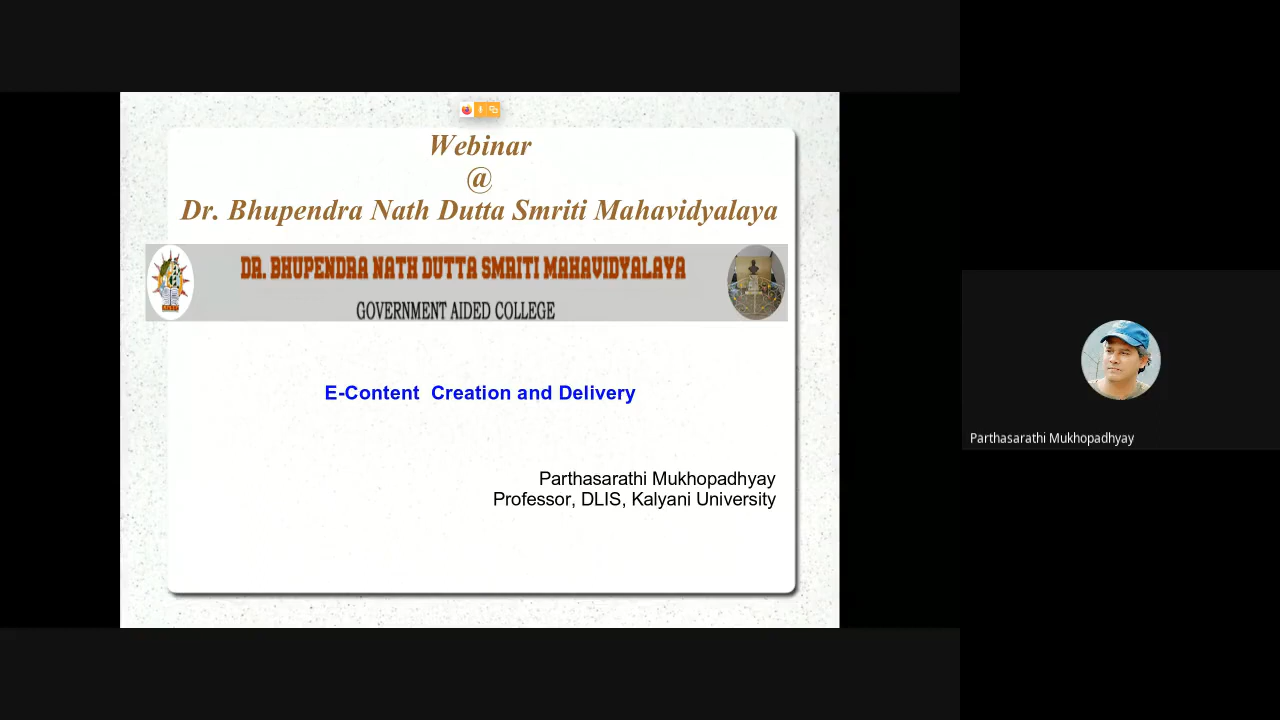 Webinar
@
Dr. Bhupendra Nath Dutta Smriti Mahavidyalaya
DR. BHUPENDRA NATH DUTTA SMRITI MAHAVIDYALAYA
GOVERNMENT AIDED COLLEGE
E-Content Creation and Delivery
Parthasarathi Mukhopadhyay
Professor, DLIS, Kalyani University
Parthasarathi Mukhopadhyay